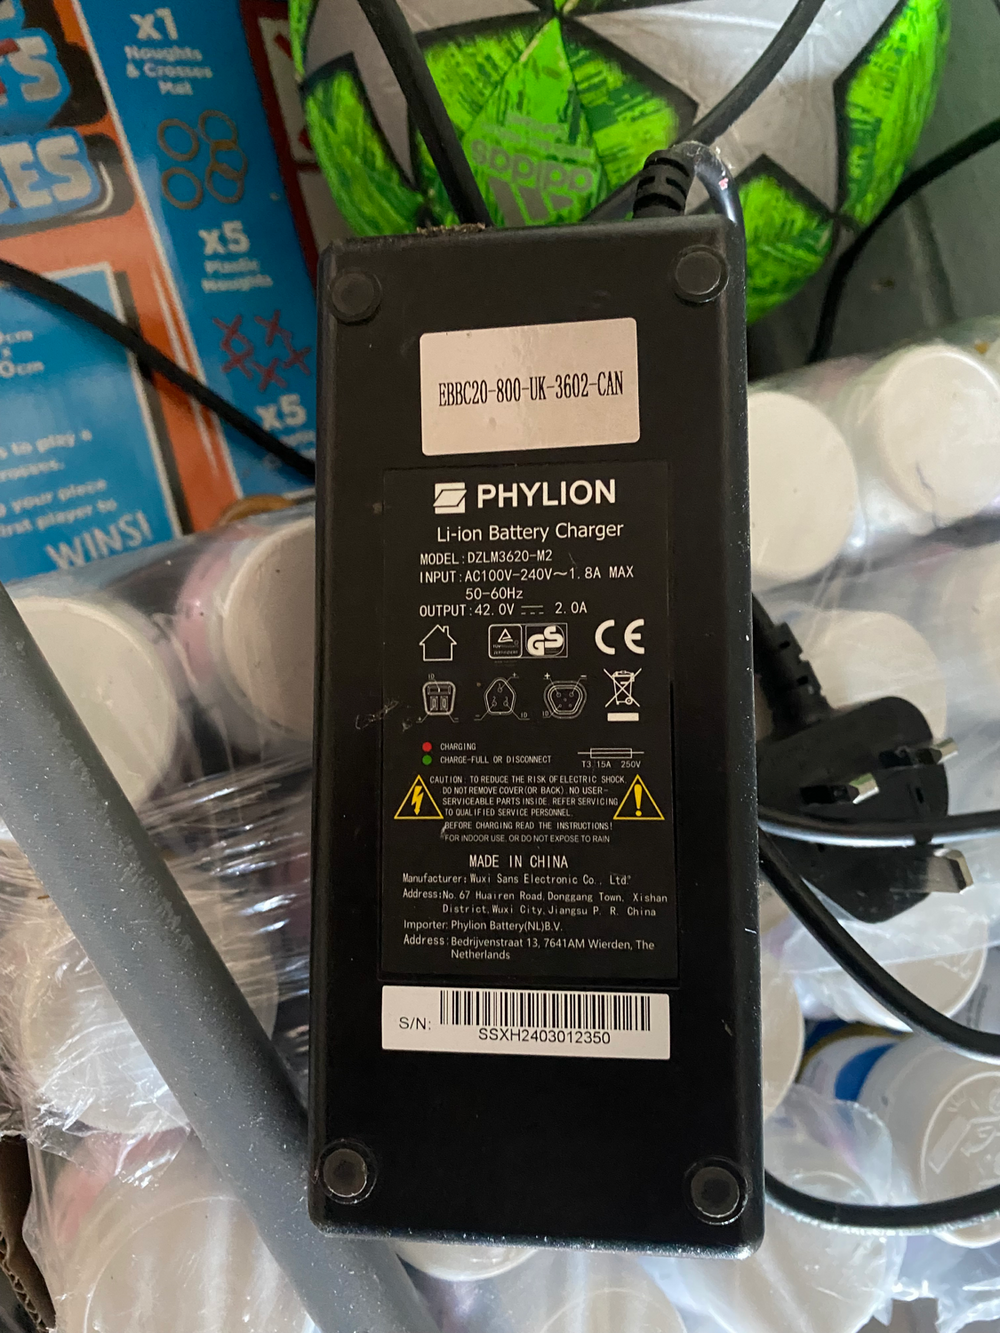 x1
Noughts
& Crosses
Mat
x5
Plastic
Noughts
x5
ES
WINS!
adidas
EBBC20-800-UK-3602-CAN
PHYLION
Li-ion Battery Charger
MODEL:DZLM3620-M2
INPUT:AC100V-240V~1.8A MAX
50-60Hz
OUTPUT:42.0V ⎓ 2.0A
GS CE
CHARGING
CHARGE-FULL OR DISCONNECT
T3.15A 250V
CAUTION: TO REDUCE THE RISK OF ELECTRIC SHOCK,
DO NOT REMOVE COVER(OR BACK). NO USER-
SERVICEABLE PARTS INSIDE. REFER SERVICING
TO QUALIFIED SERVICE PERSONNEL.
BEFORE CHARGING READ THE INSTRUCTIONS!
FOR INDOOR USE, OR DO NOT EXPOSE TO RAIN
MADE IN CHINA
Manufacturer: Wuxi Sans Electronic Co., Ltd.
Address:No.67 Huairen Road,Donggang Town, Xishan
District,Wuxi City,Jiangsu P. R. China
Importer: Phylion Battery(NL)B.V.
Address: Bedrijvenstraat 13, 7641AM Wierden, The
Netherlands
S/N:
SSXH2403012350